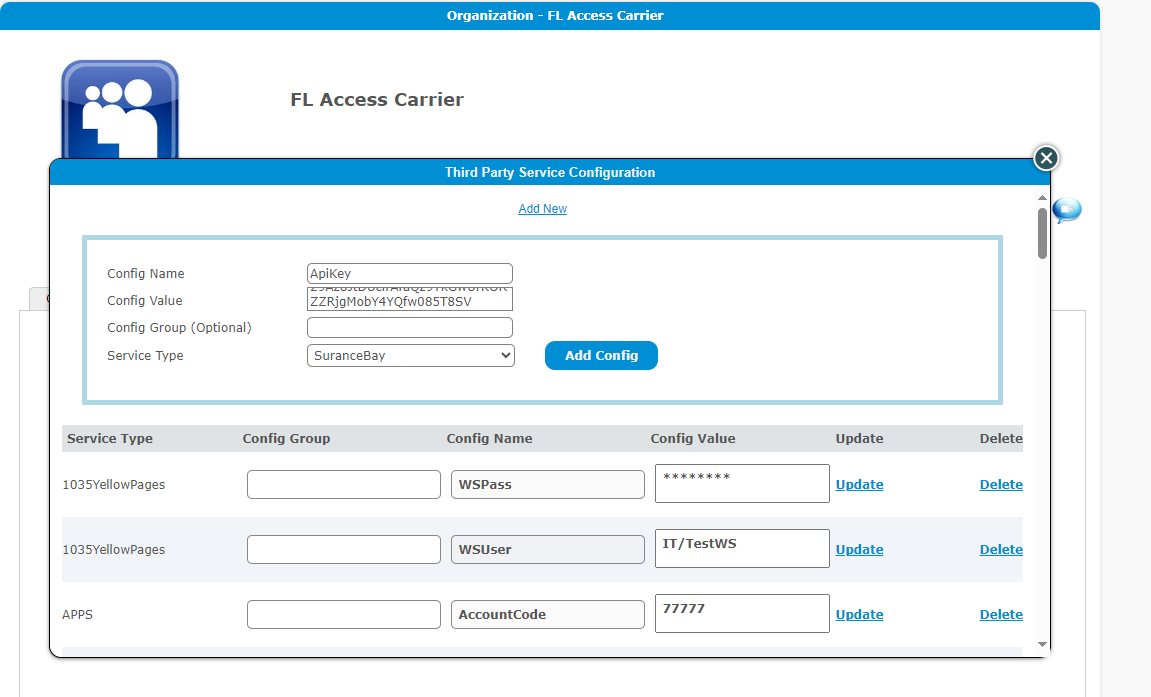 Organization - FL Access Carrier
FL Access Carrier
Third Party Service Configuration
Add New
Config Name ApiKey
Config Value
ZZRjgMobY4YQfw085T8SV
Config Group (Optional)
Service Type SuranceBay Add Config
Service Type Config Group Config Name Config Value Update Delete
1035YellowPages WSPass ******** Update Delete
1035YellowPages WSUser IT/TestWS Update Delete
APPS AccountCode 77777 Update Delete